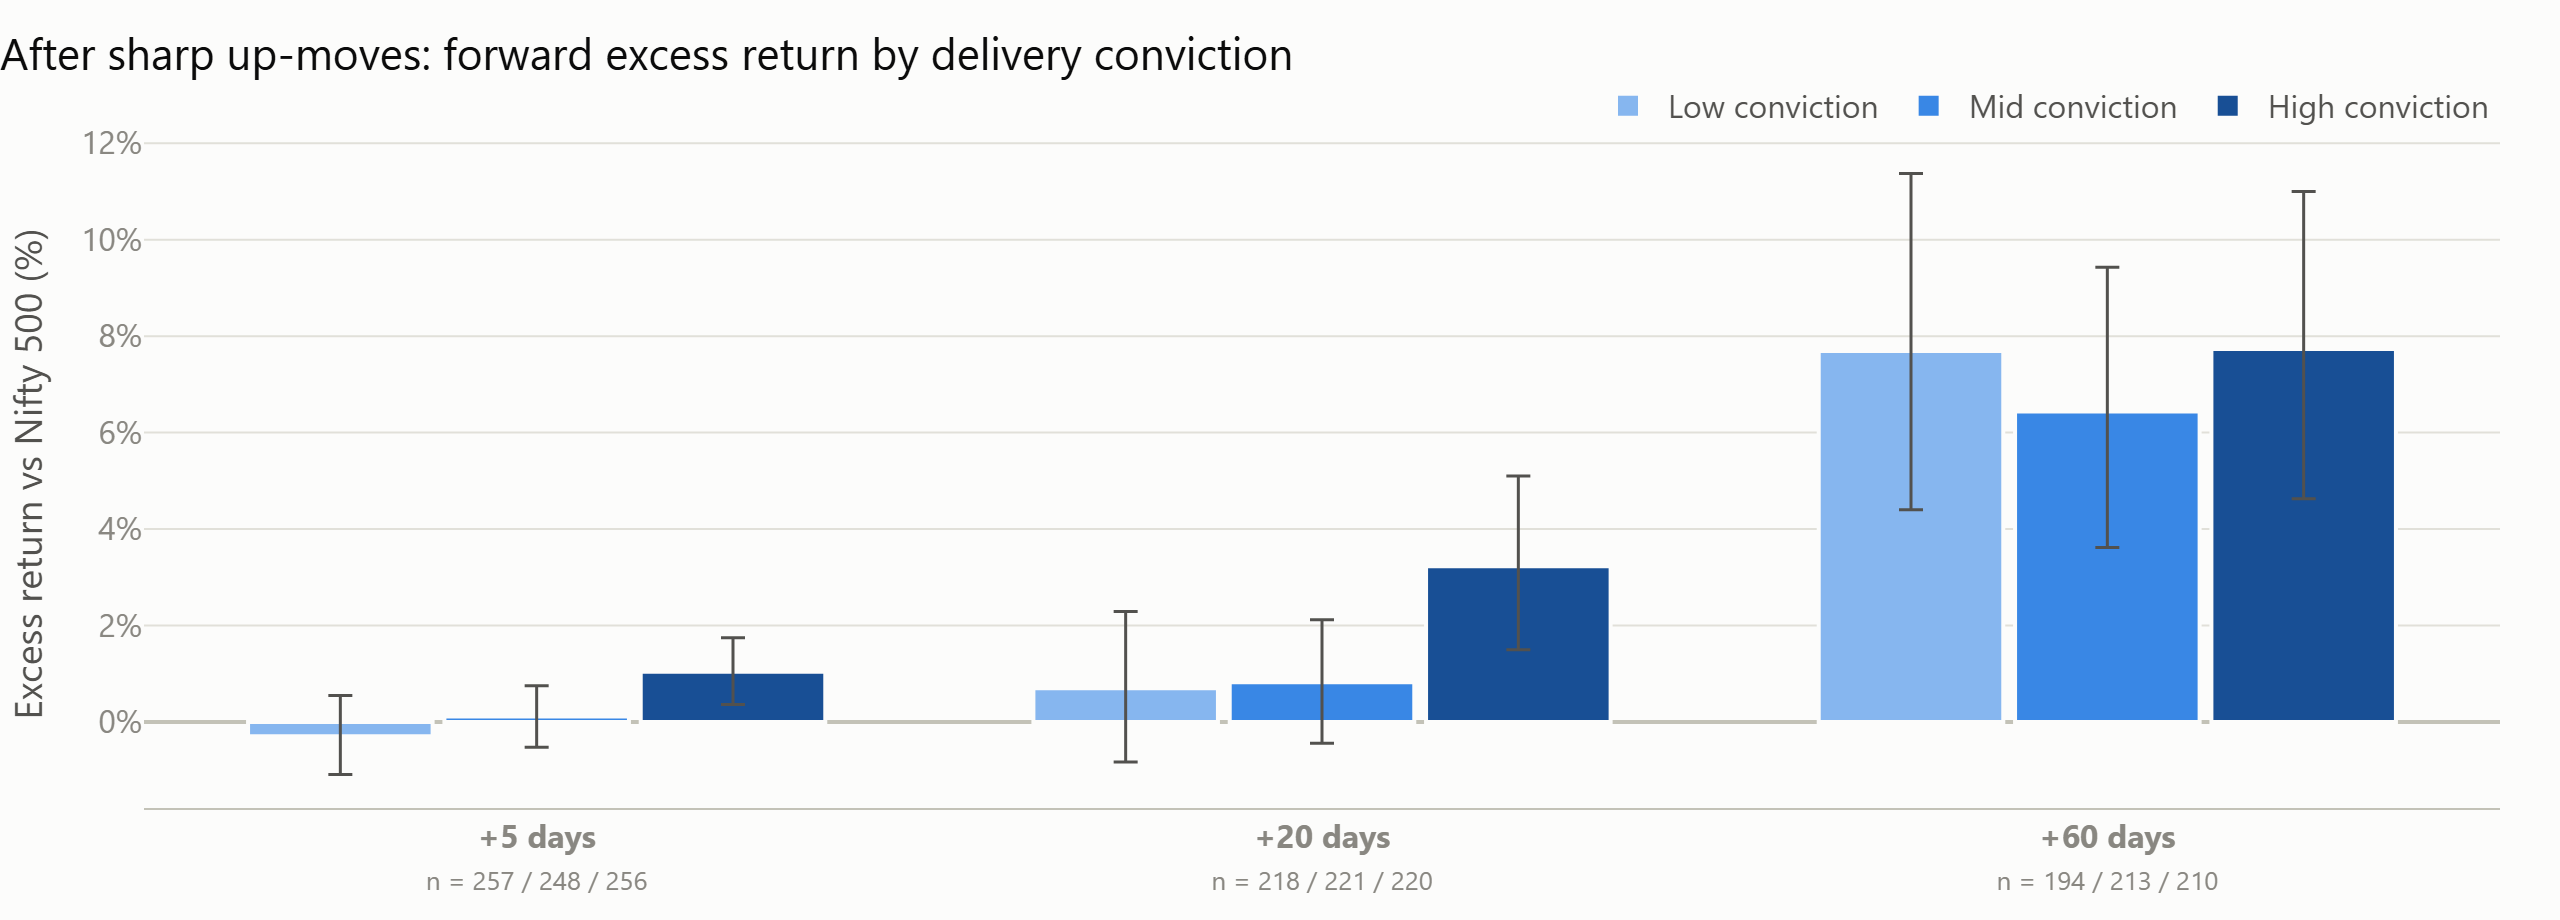 After sharp up-moves: forward excess return by delivery conviction
Low conviction Mid conviction High conviction
Excess return vs Nifty 500 (%)
12%
10%
8%
6%
4%
2%
0%
+5 days +20 days +60 days
n = 257 / 248 / 256 n = 218 / 221 / 220 n = 194 / 213 / 210